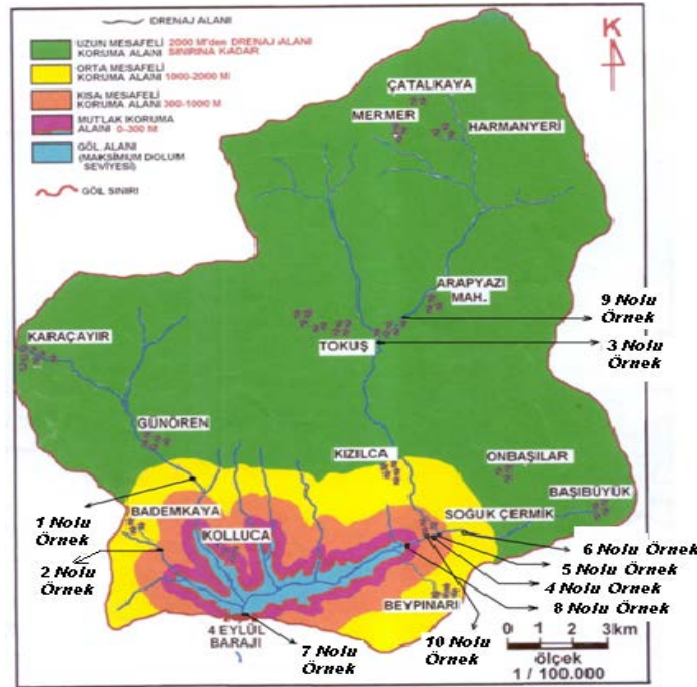 DRENAJ ALANI
UZUN MESAFELİ 2000 M'den DRENAJ ALANI
KORUMA ALANI SINIRINA KADAR
ORTA MESAFELİ
KORUMA ALANI 1000-2000 M
KISA MESAFELİ
KORUMA ALANI 300-1000 M
MUTLAK KORUMA
ALANI 0-300 M
GÖL ALANI
(MAKSİMUM DOLUM
SEVİYESİ)
GÖL SINIRI
K
ÇATALKAYA
MERMER
HARMANYERİ
ARAPYAZI
MAH.
9 Nolu
Örnek
KARAÇAYIR
TOKUŞ
3 Nolu
Örnek
GÜNÖREN
KIZILCA
ONBAŞILAR
BADEMKAYA
SOĞUK ÇERMİK
BAŞIBÜYÜK
1 Nolu
Örnek
KOLLUCA
6 Nolu Örnek
2 Nolu
Örnek
5 Nolu Örnek
4 Nolu Örnek
BEYPINARI
8 Nolu Örnek
4 EYLÜL
BARAJI
7 Nolu
Örnek
10 Nolu
Örnek
0 1 2 3km
ölçek
1 / 100.000